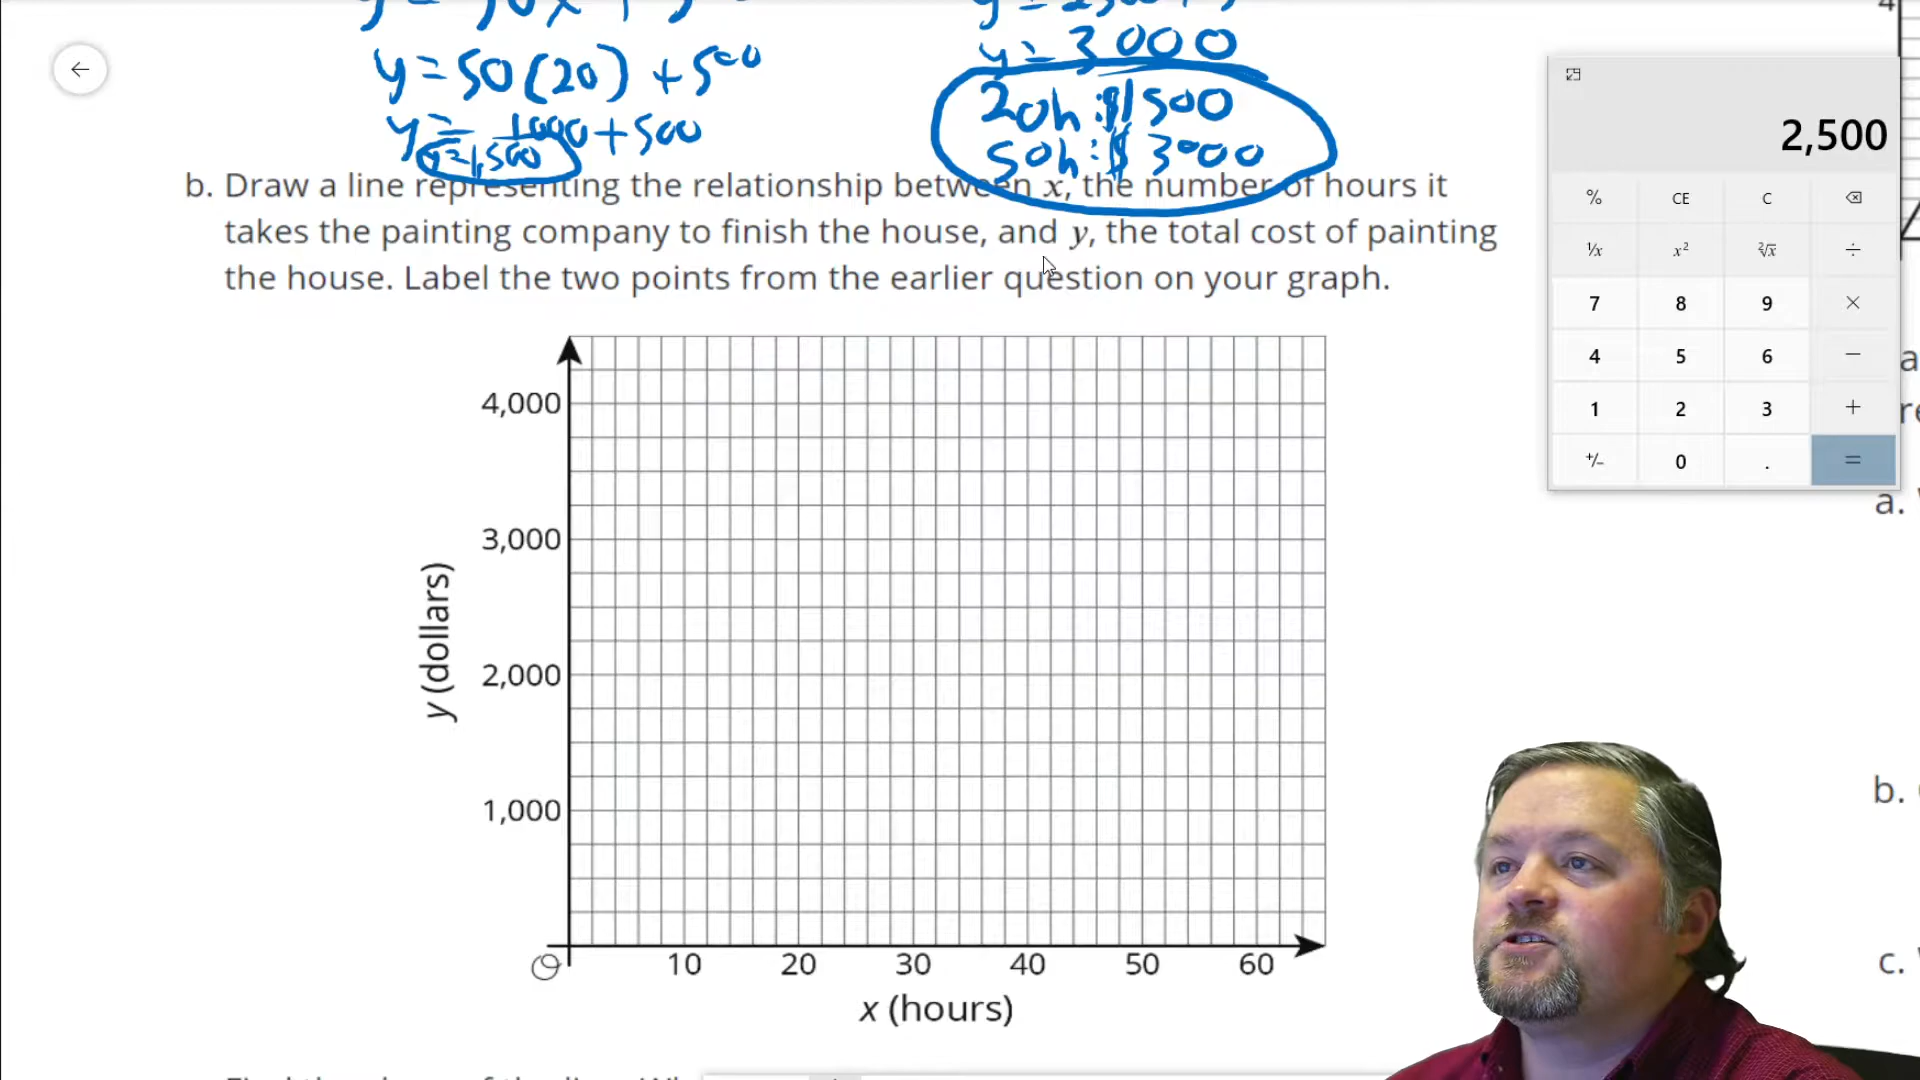 y = 50(20) + 500
y = 3000
y = 1000 + 500
y = 1,500
20h : $1500
50h : $3000
b. Draw a line representing the relationship between x, the number of hours it
takes the painting company to finish the house, and y, the total cost of painting
the house. Label the two points from the earlier question on your graph.
4,000
3,000
2,000
1,000
y (dollars)
O
10 20 30 40 50 60
x (hours)
2,500
% CE C
¹/x x² ²√x ÷
7 8 9 ×
4 5 6 −
1 2 3 +
+/− 0 . =
4
a.
b.
c.